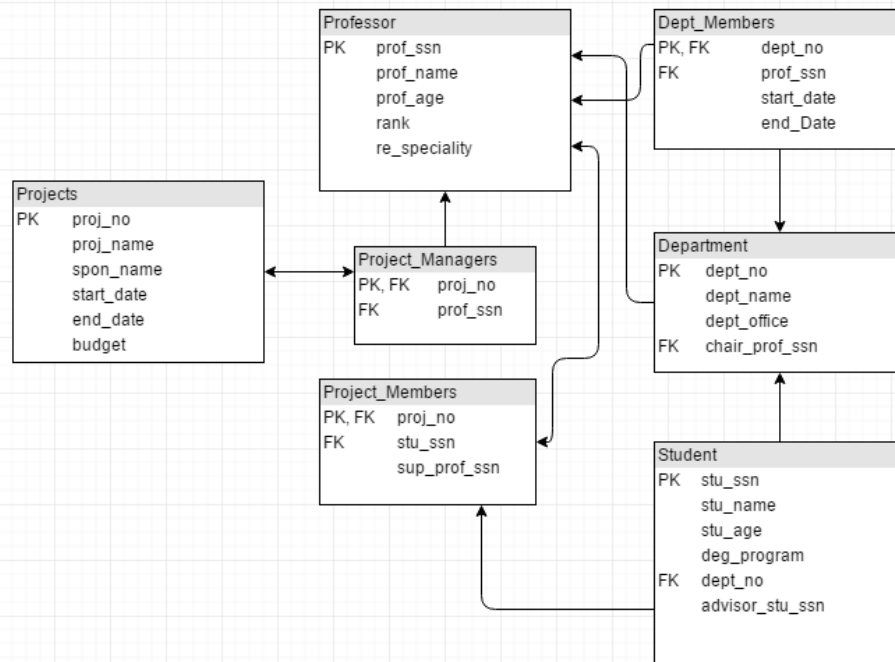 Professor
PK prof_ssn
prof_name
prof_age
rank
re_speciality
Dept_Members
PK, FK dept_no
FK prof_ssn
start_date
end_Date
Projects
PK proj_no
proj_name
spon_name
start_date
end_date
budget
Project_Managers
PK, FK proj_no
FK prof_ssn
Department
PK dept_no
dept_name
dept_office
FK chair_prof_ssn
Project_Members
PK, FK proj_no
FK stu_ssn
sup_prof_ssn
Student
PK stu_ssn
stu_name
stu_age
deg_program
FK dept_no
advisor_stu_ssn